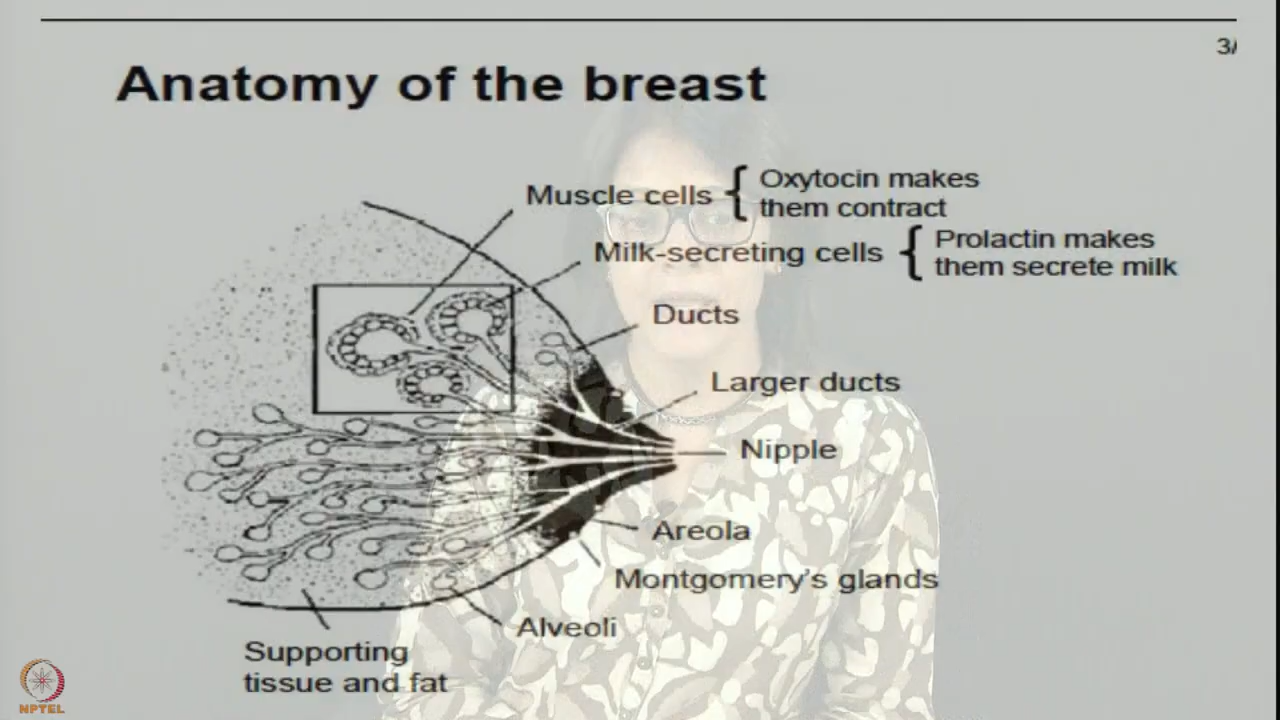 3/
Anatomy of the breast
Muscle cells { Oxytocin makes
them contract
Milk-secreting cells { Prolactin makes
them secrete milk
Ducts
Larger ducts
Nipple
Areola
Montgomery's glands
Alveoli
Supporting
tissue and fat
NPTEL